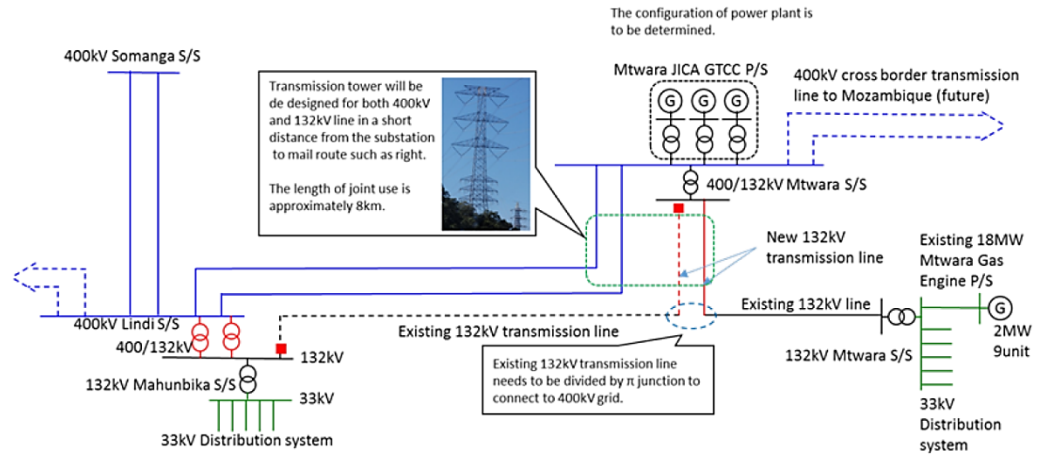 The configuration of power plant is
to be determined.
400kV Somanga S/S
Mtwara JICA GTCC P/S
400kV cross border transmission
line to Mozambique (future)
Transmission tower will be
de designed for both 400kV
and 132kV line in a short
distance from the substation
to mail route such as right.
The length of joint use is
approximately 8km.
G
G
G
400/132kV Mtwara S/S
New 132kV
transmission line
Existing 18MW
Mtwara Gas
Engine P/S
Existing 132kV line
G
2MW
9unit
400kV Lindi S/S
400/132kV
132kV
Existing 132kV transmission line
132kV Mtwara S/S
Existing 132kV transmission line
needs to be divided by π junction to
connect to 400kV grid.
132kV Mahunbika S/S
33kV
33kV Distribution system
33kV
Distribution
system